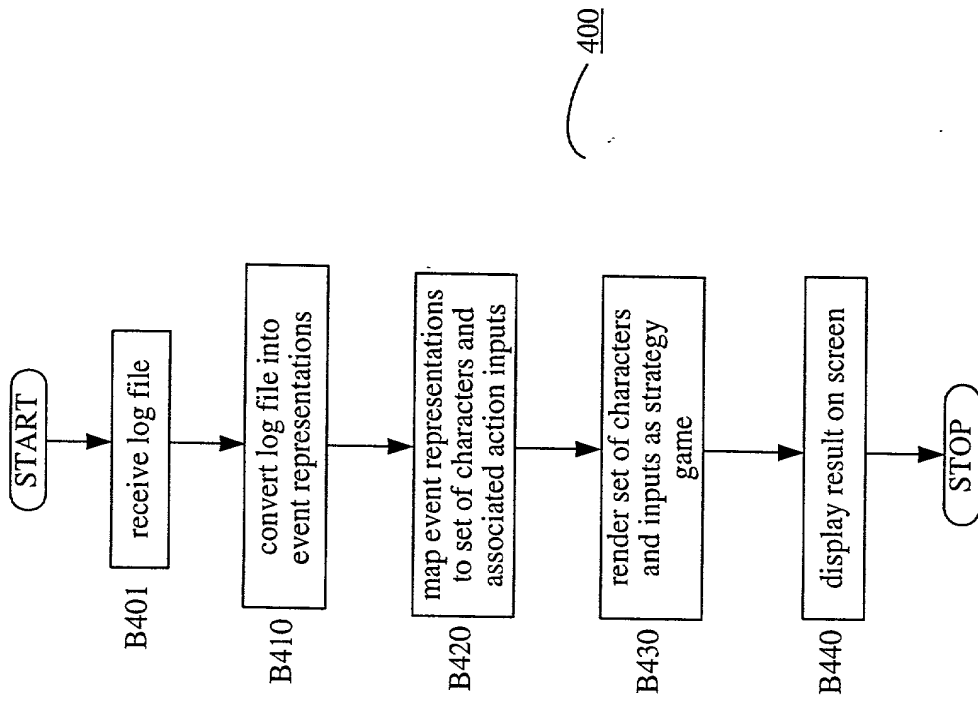 START
B401
receive log file
B410
convert log file into
event representations
B420
map event representations
to set of characters and
associated action inputs
B430
render set of characters
and inputs as strategy
game
B440
display result on screen
STOP
400